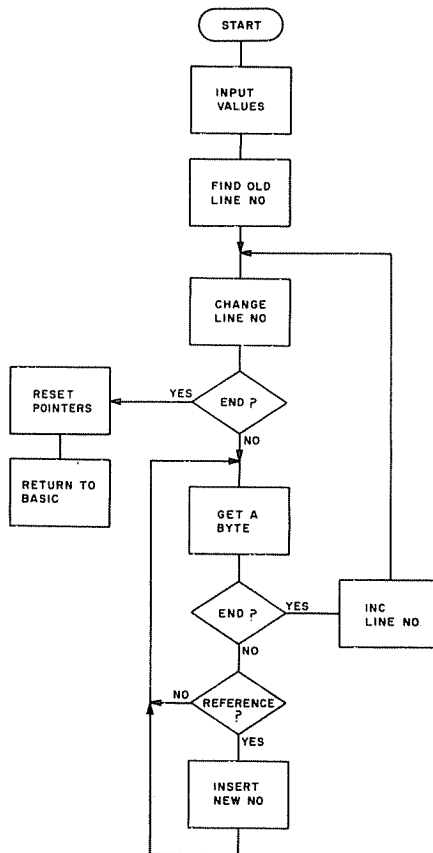 START
INPUT
VALUES
FIND OLD
LINE NO
CHANGE
LINE NO
RESET
POINTERS
YES
END ?
NO
RETURN TO
BASIC
GET A
BYTE
END ?
YES
INC
LINE NO.
NO
NO
REFERENCE
?
YES
INSERT
NEW NO